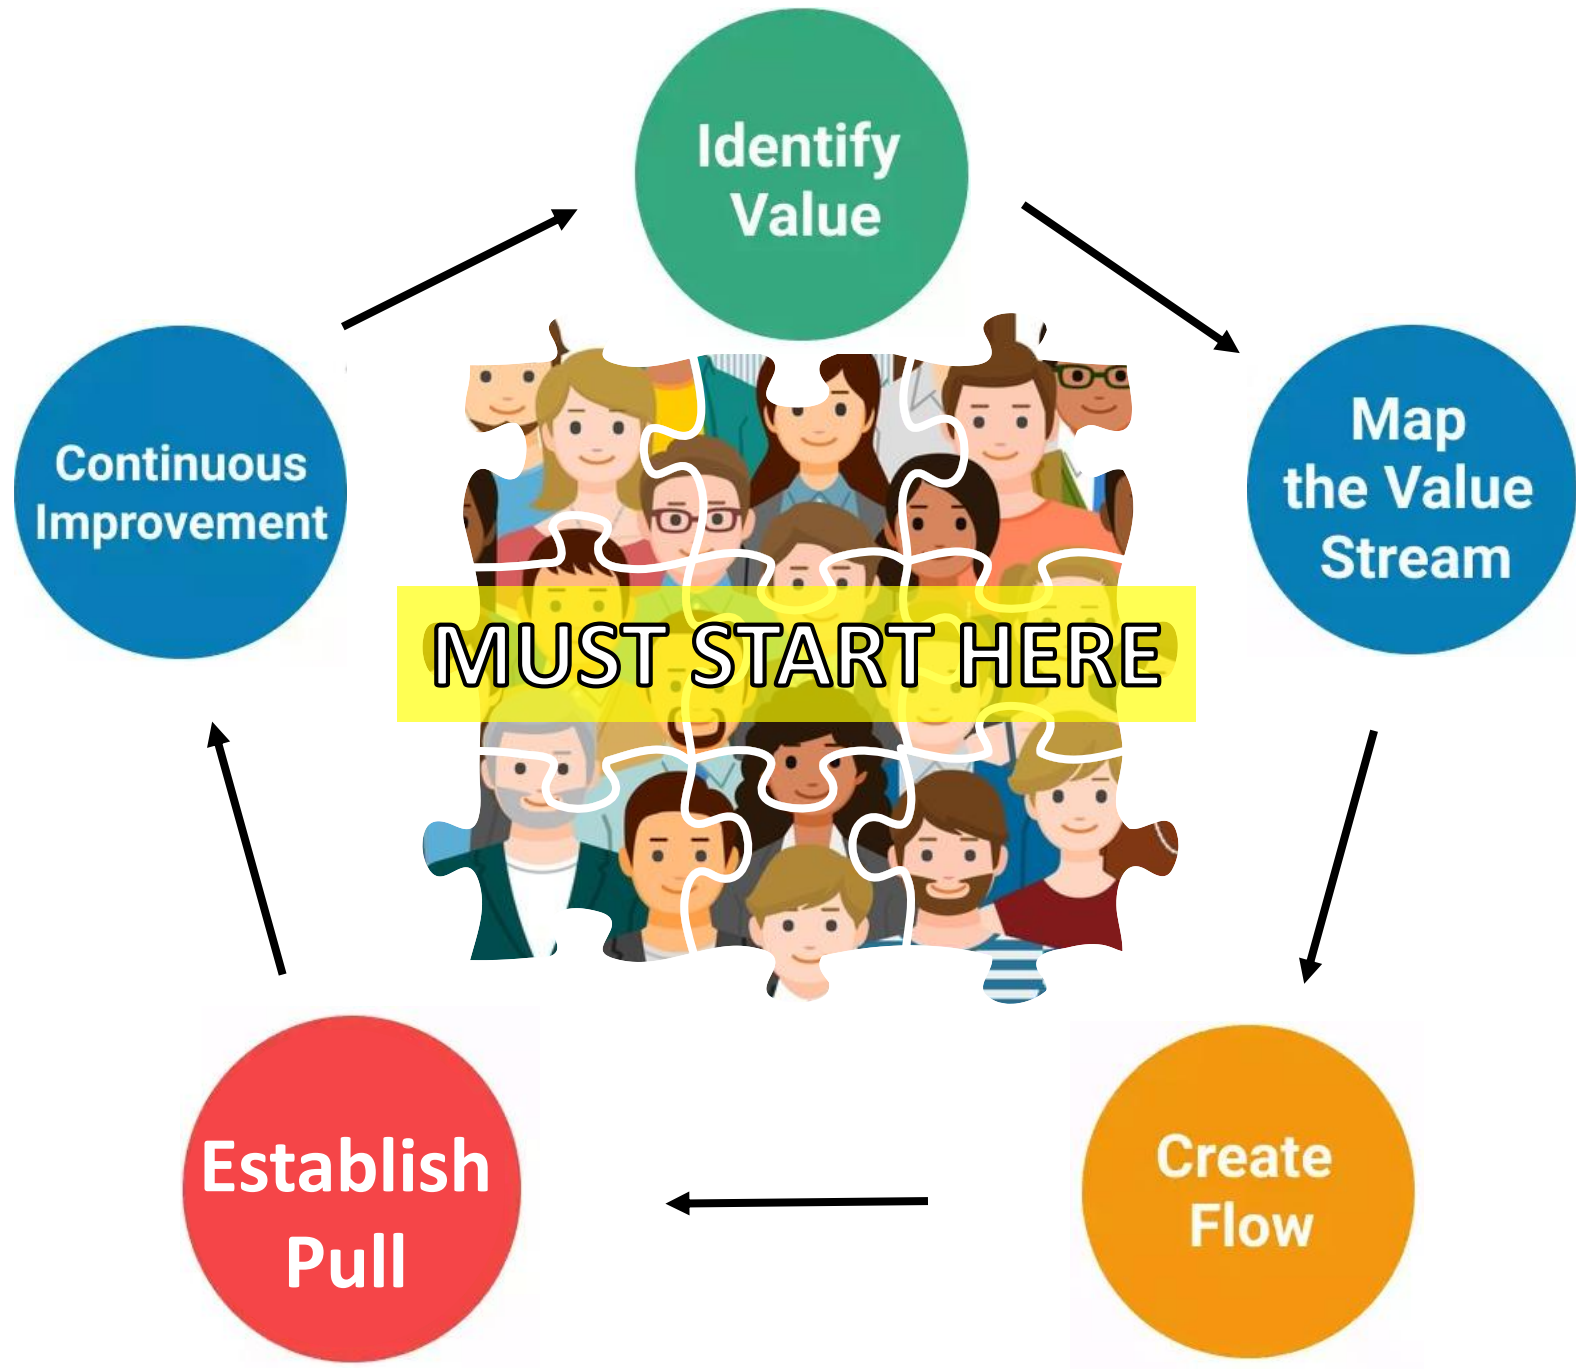 Identify
Value
Map
the Value
Stream
Create
Flow
Establish
Pull
Continuous
Improvement
MUST START HERE